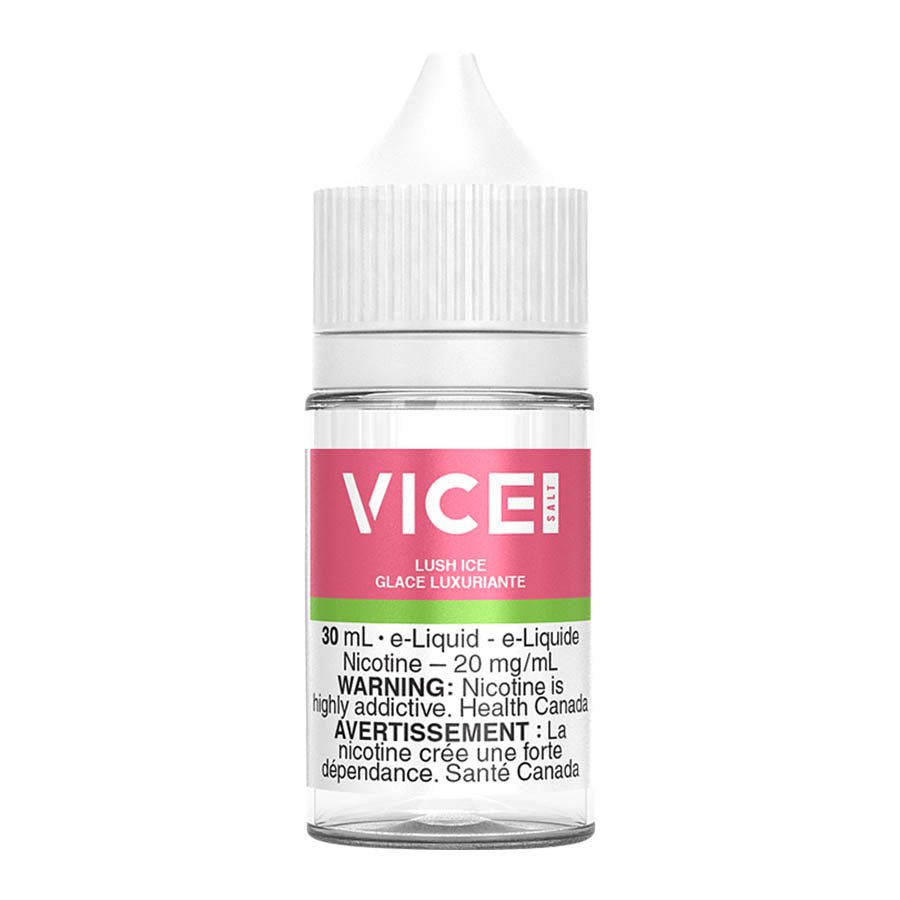 VICE SALT
LUSH ICE
GLACE LUXURIANTE
30 mL • e-Liquid - e-Liquide
Nicotine – 20 mg/mL
WARNING: Nicotine is
highly addictive. Health Canada
AVERTISSEMENT : La
nicotine crée une forte
dépendance. Santé Canada